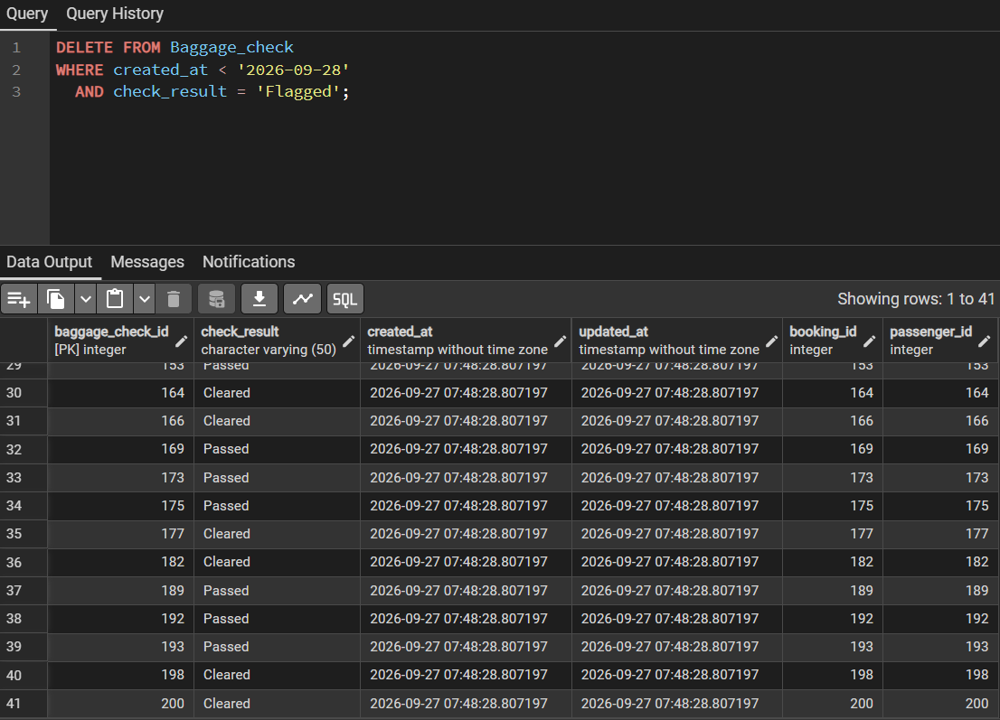 Query Query History
1 DELETE FROM Baggage_check
2 WHERE created_at < '2026-09-28'
3 AND check_result = 'Flagged';
Data Output Messages Notifications
SQL Showing rows: 1 to 41
baggage_check_id check_result created_at updated_at booking_id passenger_id
[PK] integer character varying (50) timestamp without time zone timestamp without time zone integer integer
29 153 Passed 2026-09-27 07:48:28.807197 2026-09-27 07:48:28.807197 153 153
30 164 Cleared 2026-09-27 07:48:28.807197 2026-09-27 07:48:28.807197 164 164
31 166 Cleared 2026-09-27 07:48:28.807197 2026-09-27 07:48:28.807197 166 166
32 169 Passed 2026-09-27 07:48:28.807197 2026-09-27 07:48:28.807197 169 169
33 173 Passed 2026-09-27 07:48:28.807197 2026-09-27 07:48:28.807197 173 173
34 175 Passed 2026-09-27 07:48:28.807197 2026-09-27 07:48:28.807197 175 175
35 177 Cleared 2026-09-27 07:48:28.807197 2026-09-27 07:48:28.807197 177 177
36 182 Cleared 2026-09-27 07:48:28.807197 2026-09-27 07:48:28.807197 182 182
37 189 Passed 2026-09-27 07:48:28.807197 2026-09-27 07:48:28.807197 189 189
38 192 Passed 2026-09-27 07:48:28.807197 2026-09-27 07:48:28.807197 192 192
39 193 Passed 2026-09-27 07:48:28.807197 2026-09-27 07:48:28.807197 193 193
40 198 Cleared 2026-09-27 07:48:28.807197 2026-09-27 07:48:28.807197 198 198
41 200 Cleared 2026-09-27 07:48:28.807197 2026-09-27 07:48:28.807197 200 200